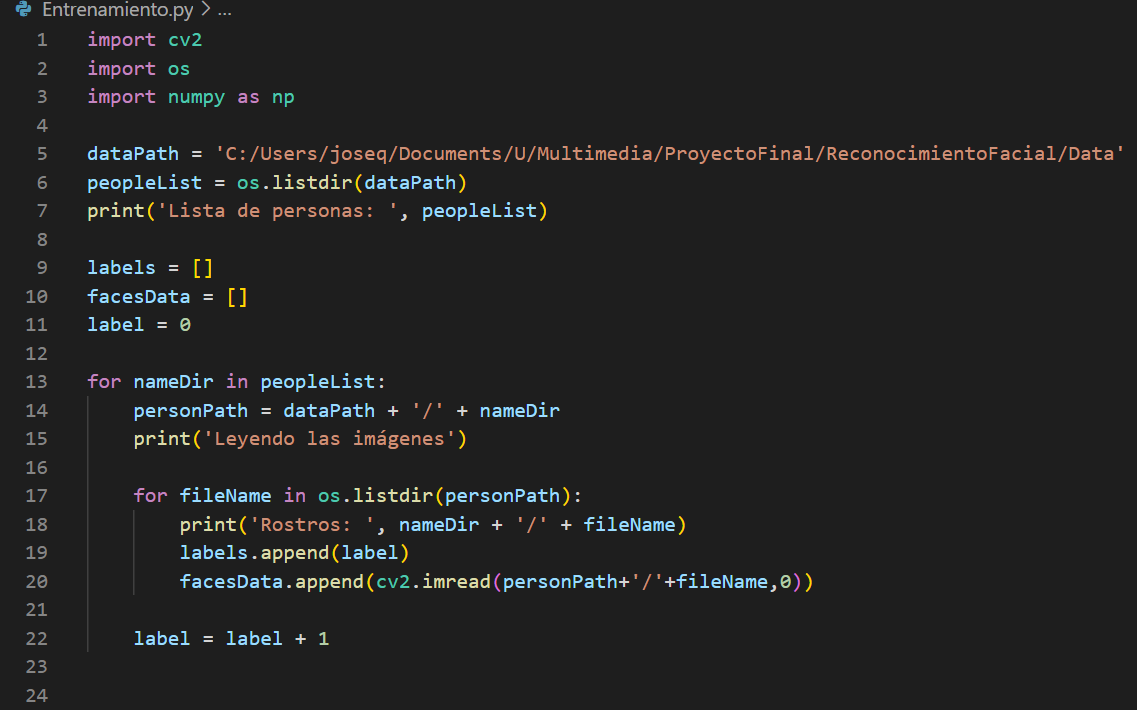 Entrenamiento.py > ...
1 import cv2
2 import os
3 import numpy as np
4
5 dataPath = 'C:/Users/joseq/Documents/U/Multimedia/ProyectoFinal/ReconocimientoFacial/Data'
6 peopleList = os.listdir(dataPath)
7 print('Lista de personas: ', peopleList)
8
9 labels = []
10 facesData = []
11 label = 0
12
13 for nameDir in peopleList:
14     personPath = dataPath + '/' + nameDir
15     print('Leyendo las imágenes')
16
17     for fileName in os.listdir(personPath):
18         print('Rostros: ', nameDir + '/' + fileName)
19         labels.append(label)
20         facesData.append(cv2.imread(personPath+'/'+fileName,0))
21
22     label = label + 1
23
24